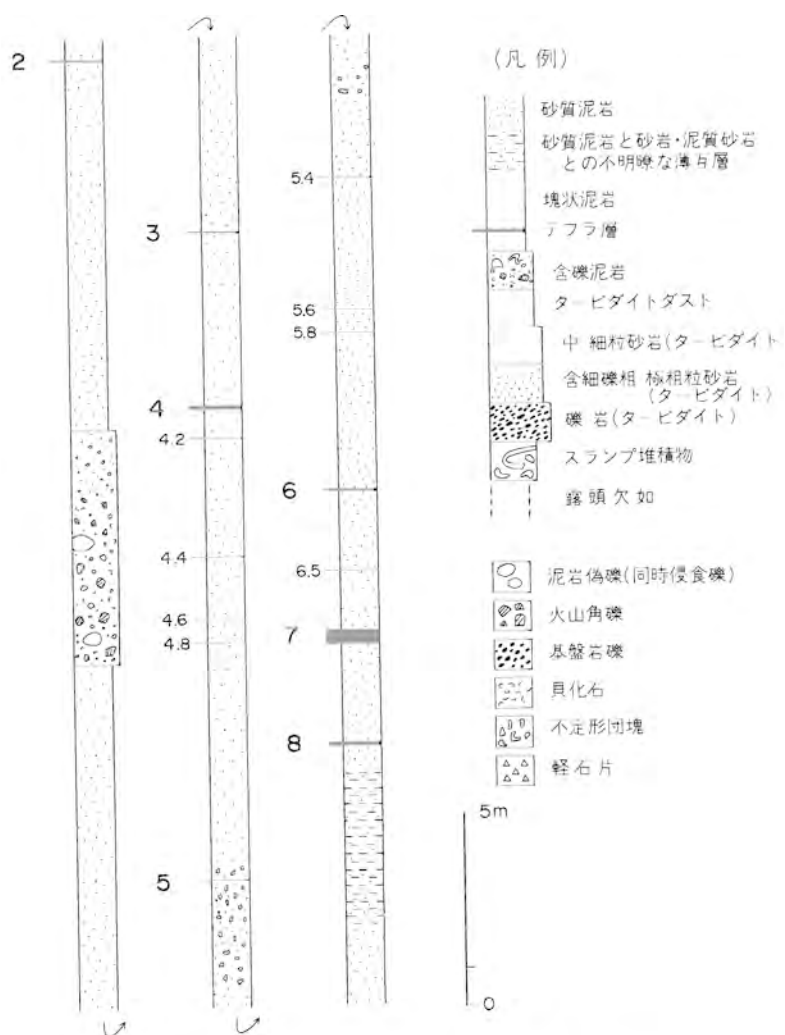 2
3
4
4.2
4.4
4.6
4.8
5
5.4
5.6
5.8
6
6.5
7
8
(凡例)
砂質泥岩
砂質泥岩と砂岩・泥質砂岩
との不明瞭な薄互層
塊状泥岩
テフラ層
含礫泥岩
タービダイトダスト
中 細粒砂岩(タービダイト
含細礫粗 極粗粒砂岩
(タービダイト)
礫岩(タービダイト)
スランプ堆積物
露頭欠如
泥岩偽礫(同時侵食礫)
火山角礫
基盤岩礫
貝化石
不定形団塊
軽石片
5m
0